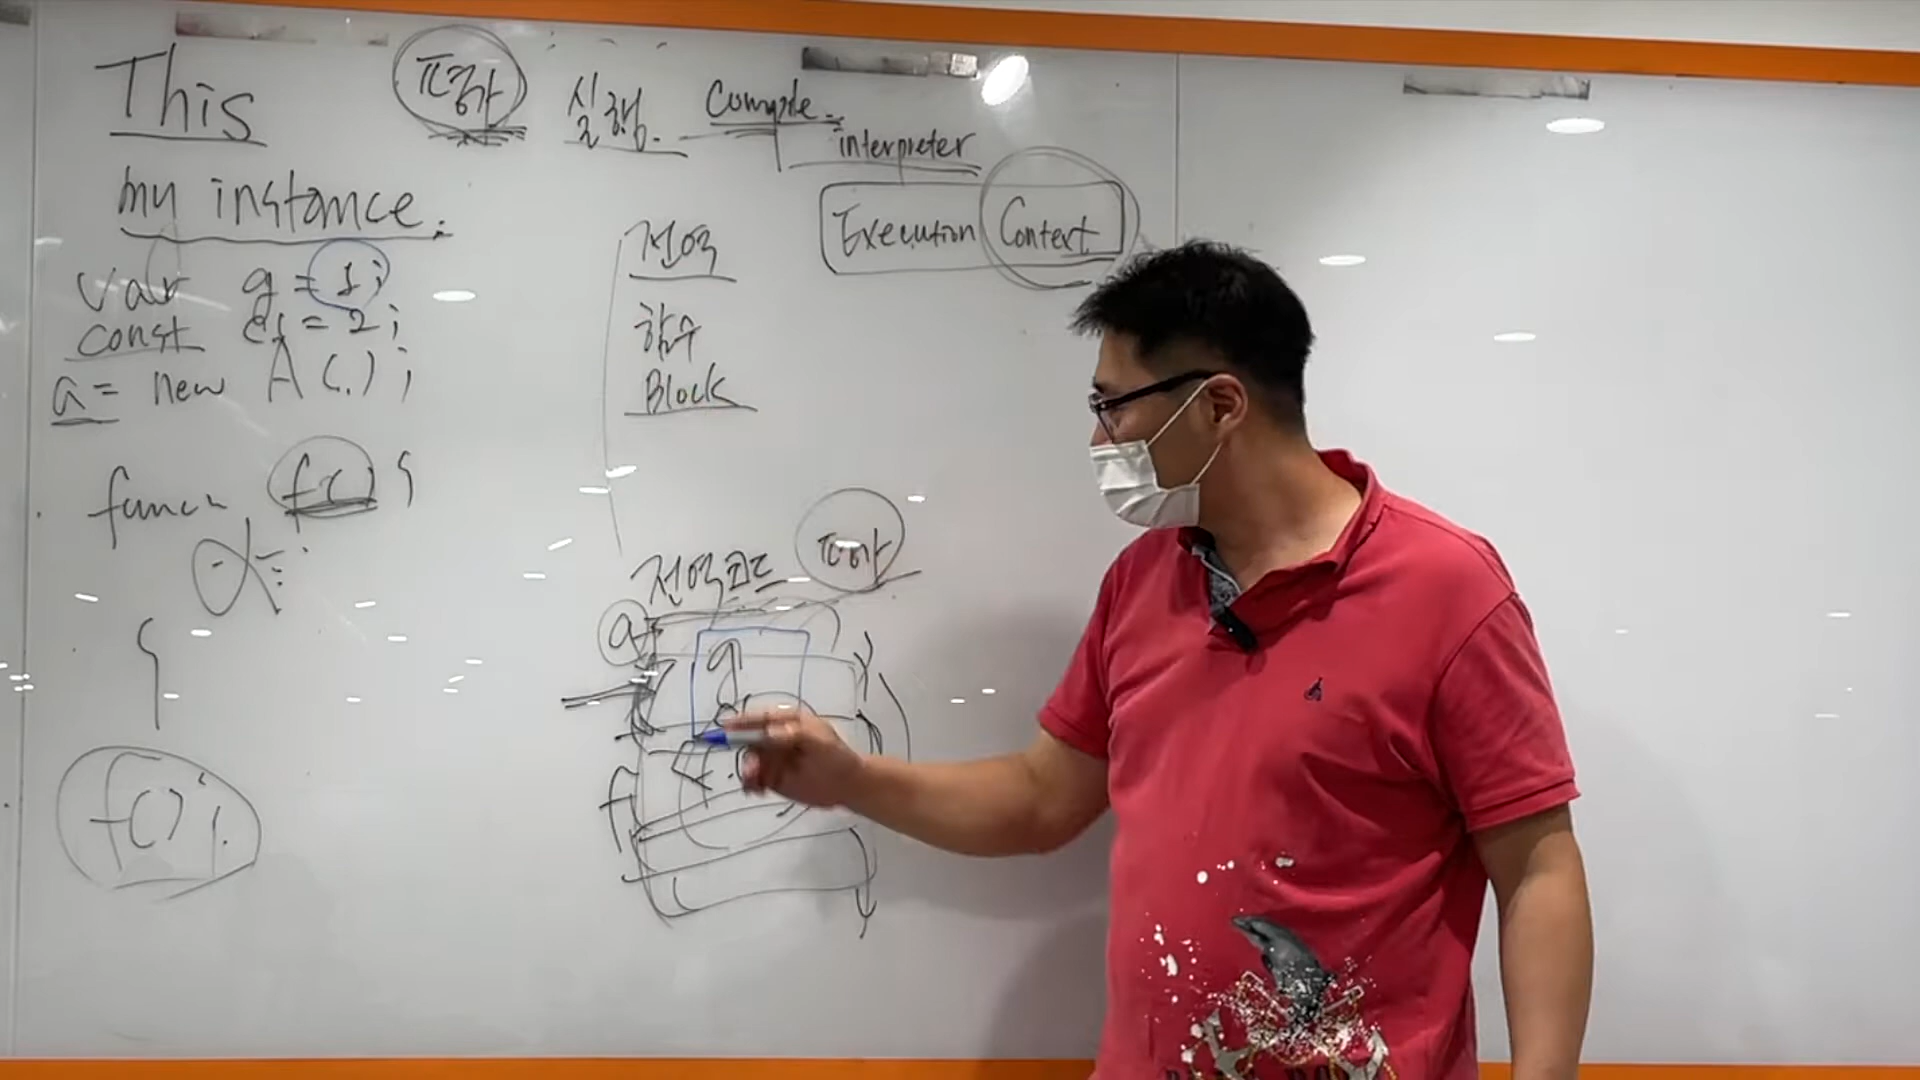 This
평가 실행. Compile
interpreter
my instance.
Execution Context
var g = 1;
const = 2;
a = new A(.);
전역
함수
Block
f()
전역코드 평가
a
g
f
f();